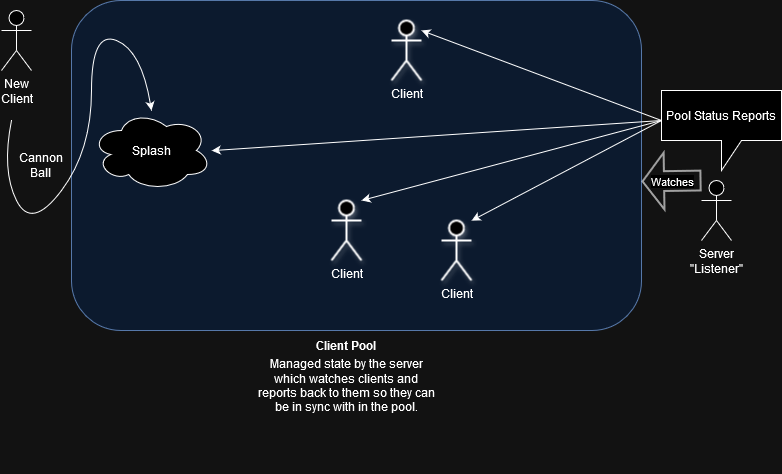 New
Client
Cannon
Ball
Splash
Client
Client
Client
Pool Status Reports
Watches
Server
"Listener"
Client Pool
Managed state by the server
which watches clients and
reports back to them so they can
be in sync with in the pool.